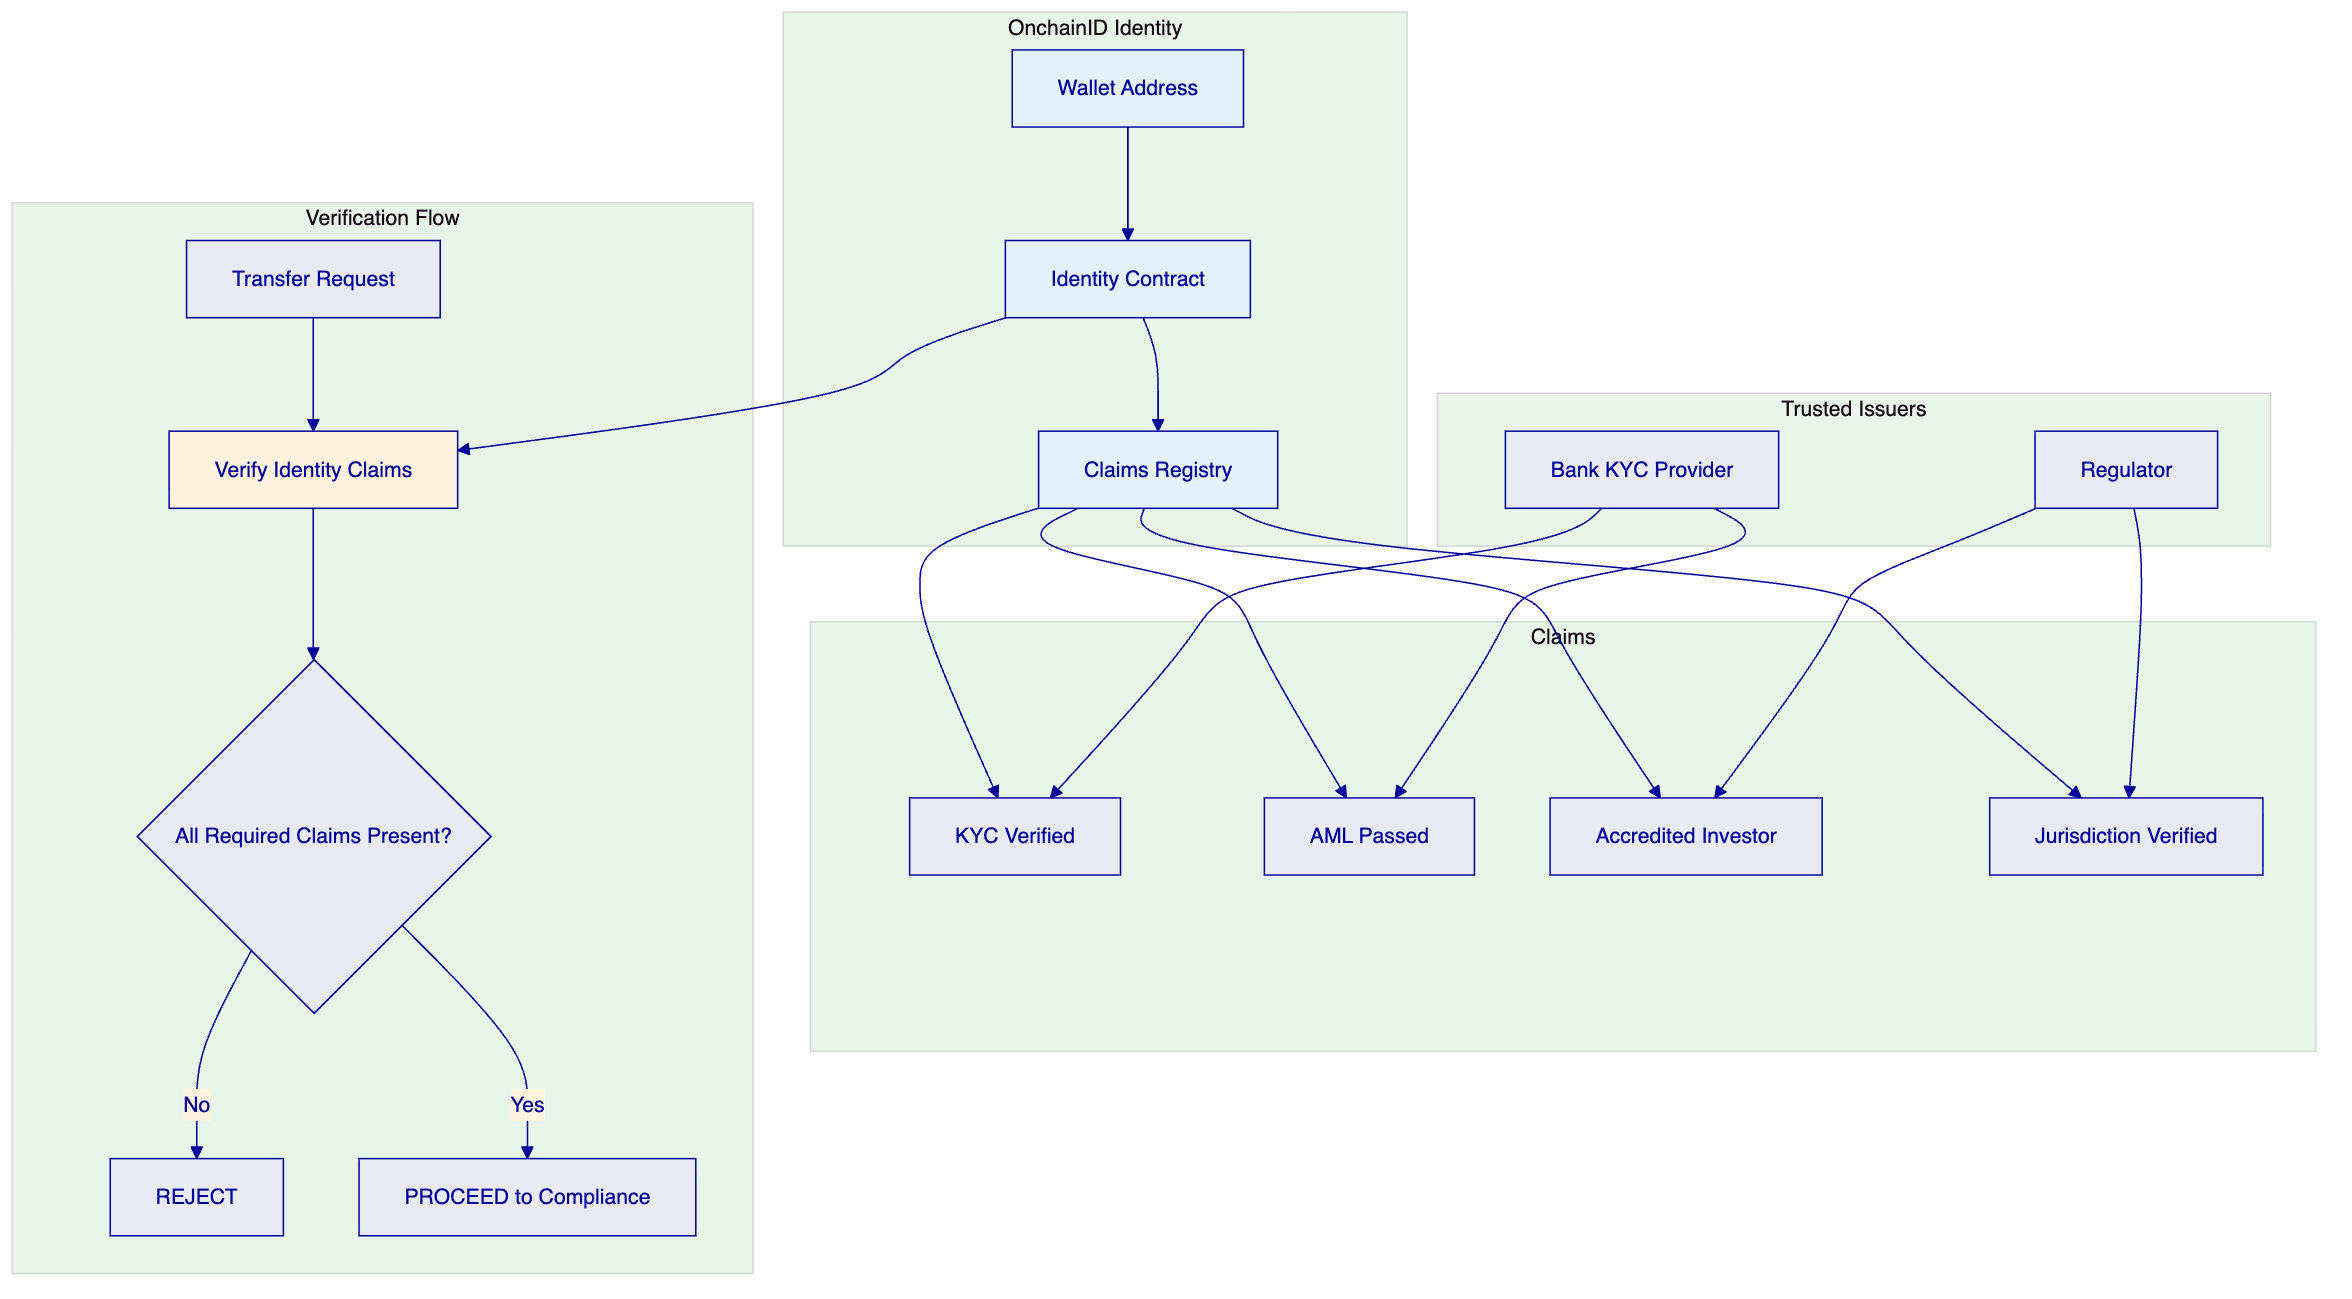 OnchainID Identity
Wallet Address
Identity Contract
Claims Registry
Verification Flow
Transfer Request
Verify Identity Claims
All Required Claims Present?
No
Yes
REJECT
PROCEED to Compliance
Trusted Issuers
Bank KYC Provider
Regulator
Claims
KYC Verified
AML Passed
Accredited Investor
Jurisdiction Verified